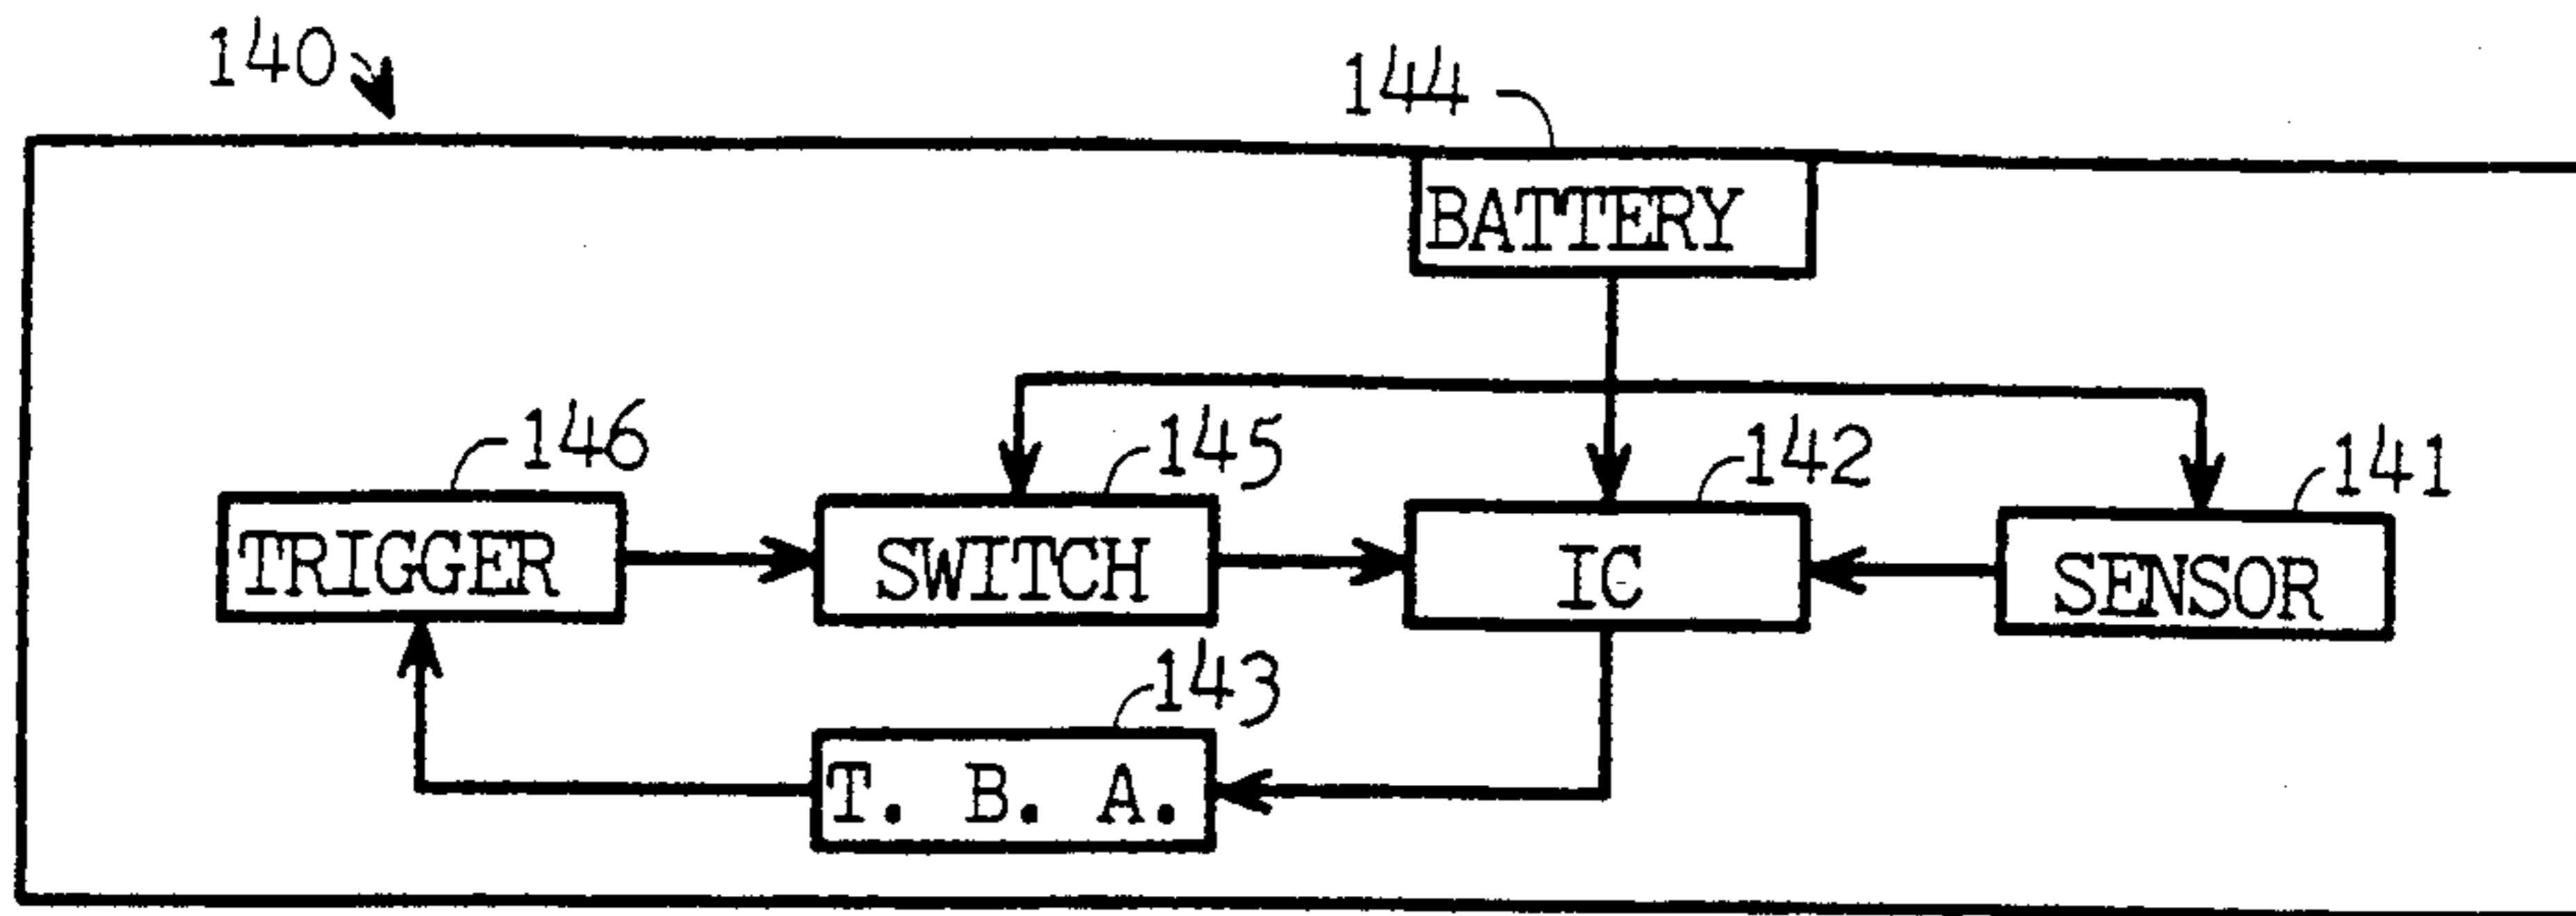 140
144
BATTERY
146
145
142
141
TRIGGER
SWITCH
IC
SENSOR
143
T. B. A.